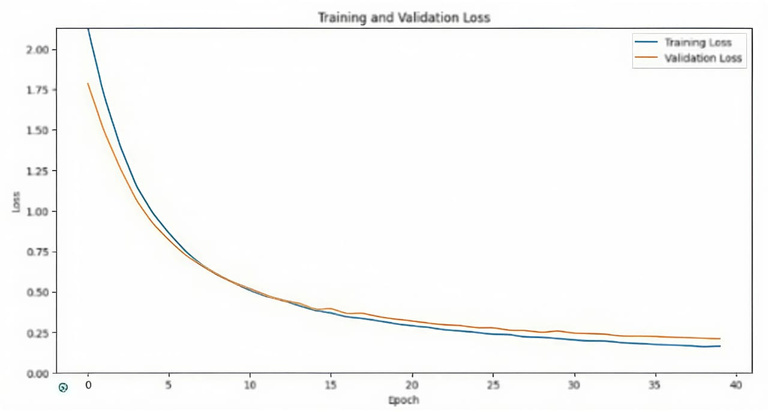 Training and Validation Loss
Training Loss
Validation Loss
2.00
1.75
1.50
1.25
1.00
0.75
0.50
0.25
0.00
Loss
0 5 10 15 20 25 30 35 40
Epoch